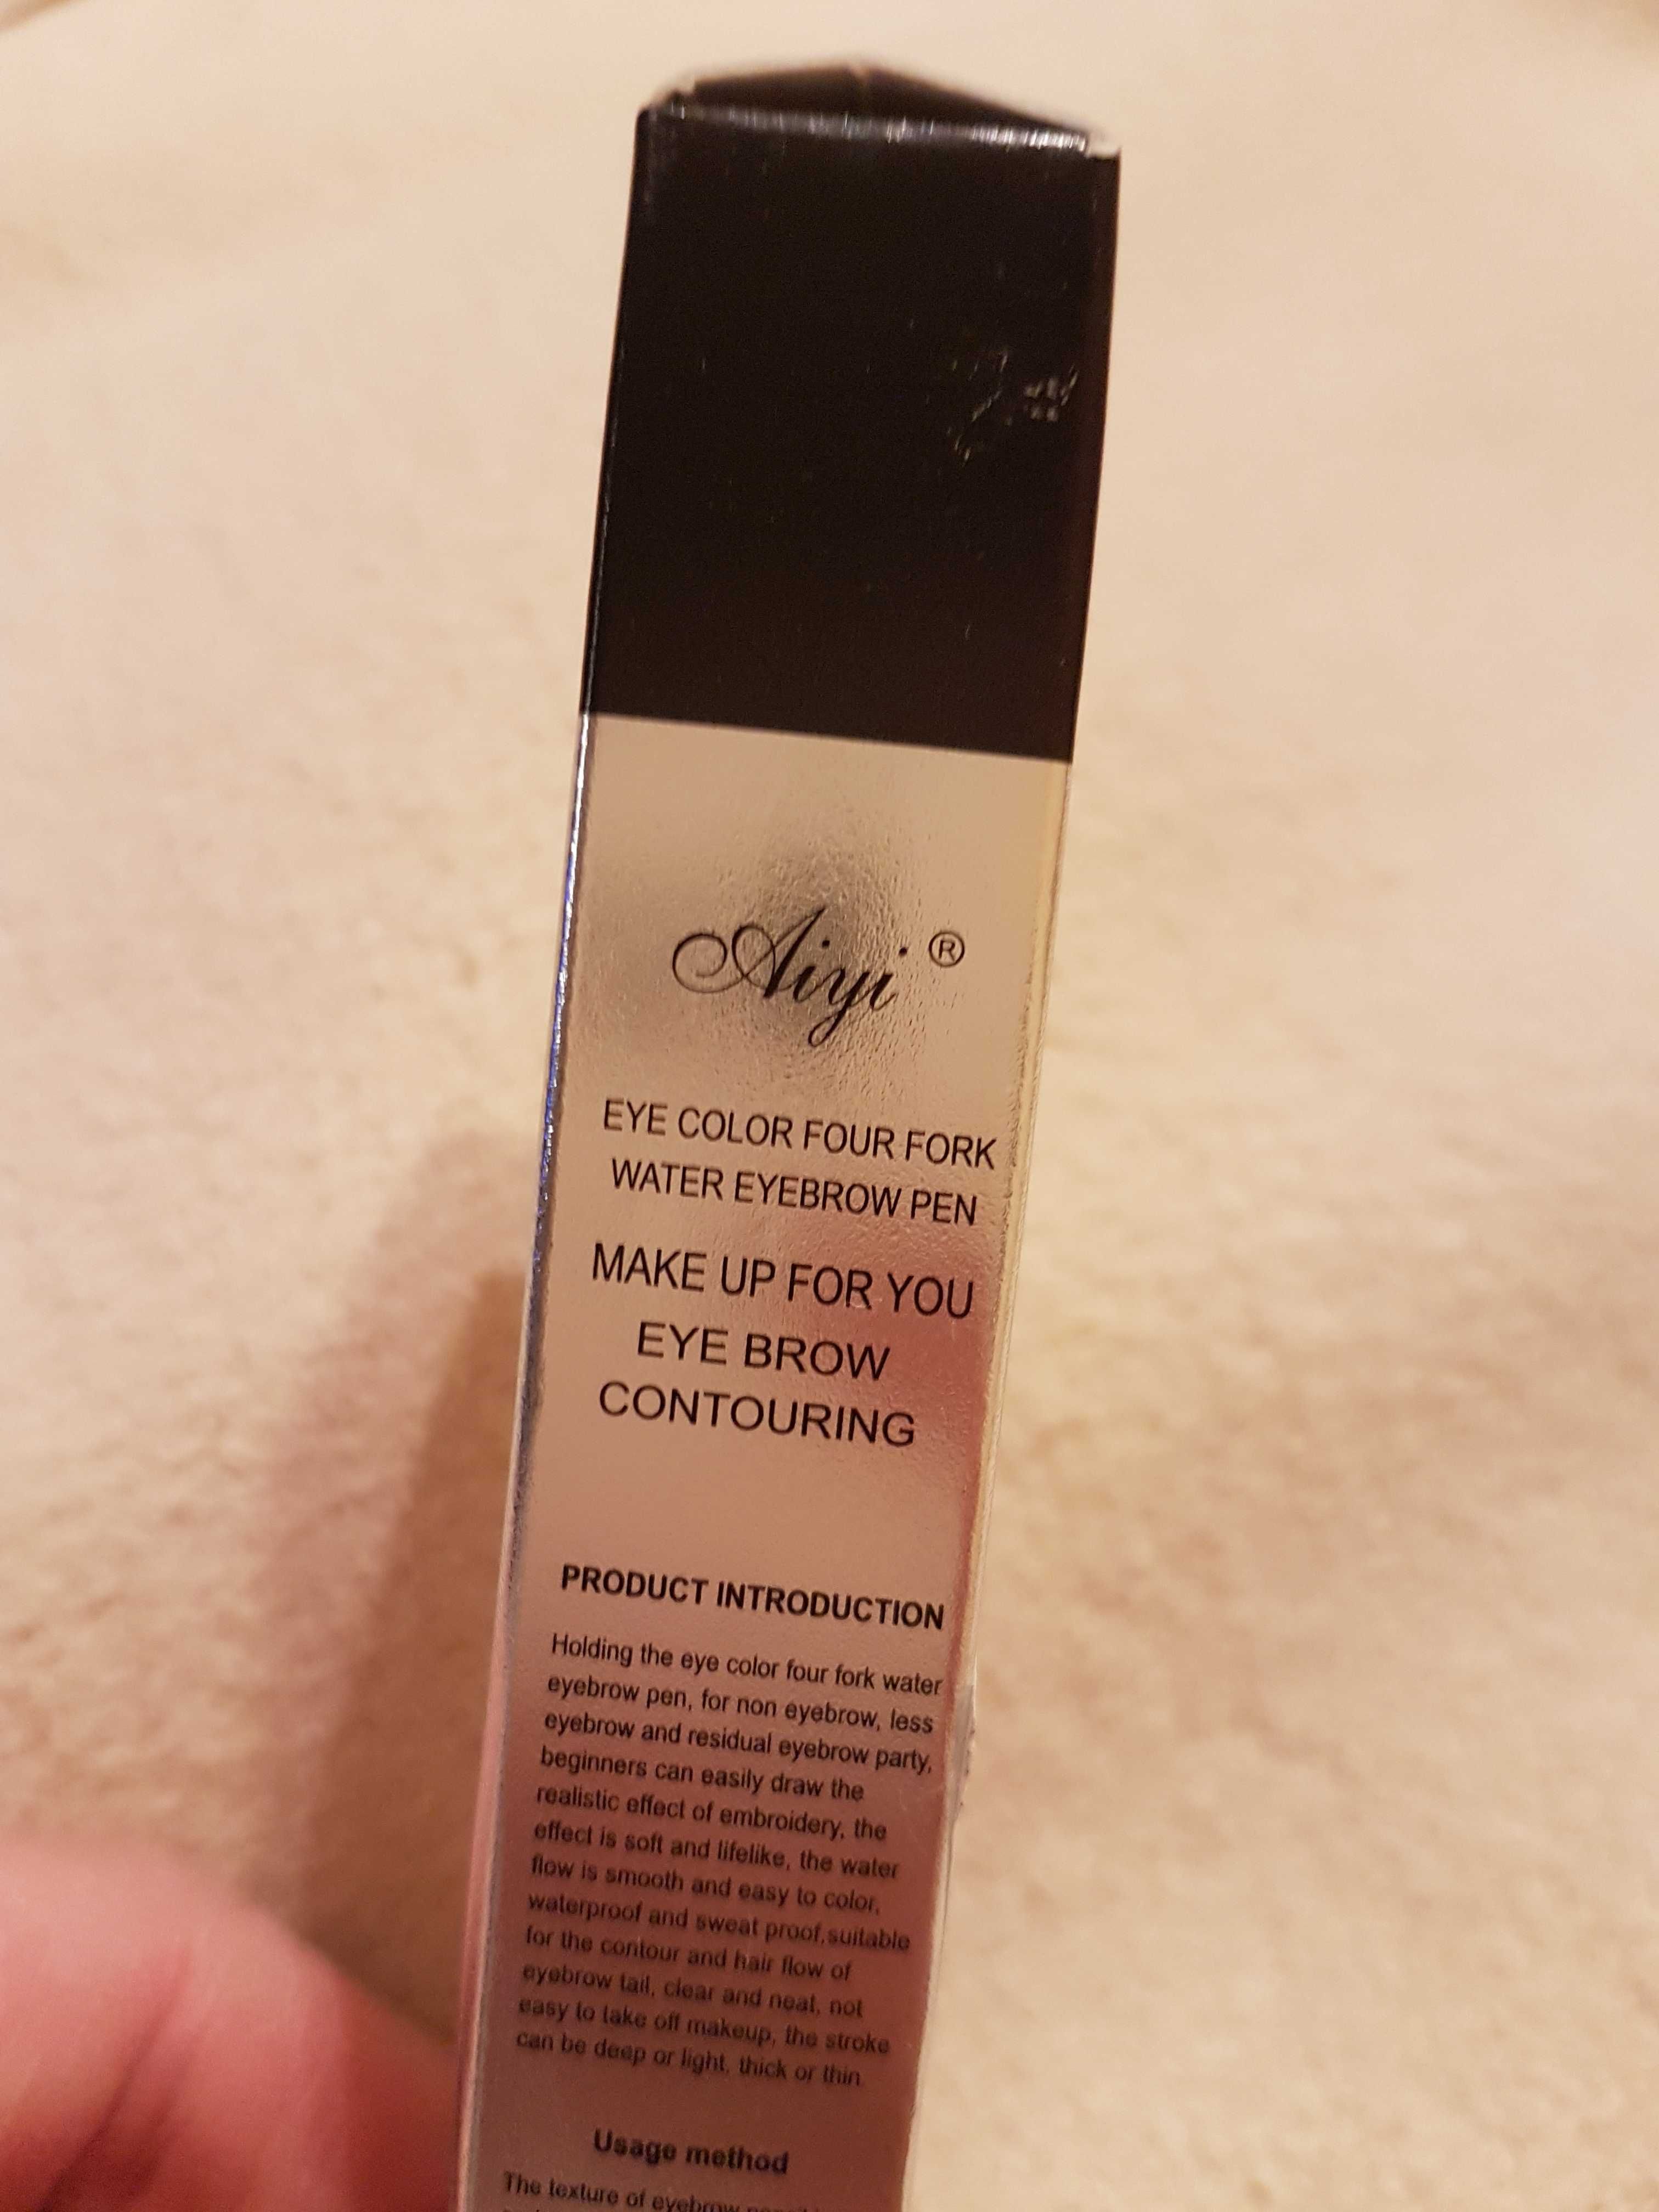 Aiyi ®
EYE COLOR FOUR FORK
WATER EYEBROW PEN
MAKE UP FOR YOU
EYE BROW
CONTOURING
PRODUCT INTRODUCTION
Holding the eye color four fork water
eyebrow pen, for non eyebrow, less
eyebrow and residual eyebrow party,
beginners can easily draw the
realistic effect of embroidery, the
effect is soft and lifelike, the water
flow is smooth and easy to color,
waterproof and sweat proof,suitable
for the contour and hair flow of
eyebrow tail, clear and neat, not
easy to take off makeup, the stroke
can be deep or light, thick or thin.
Usage method
The texture of eyebrow